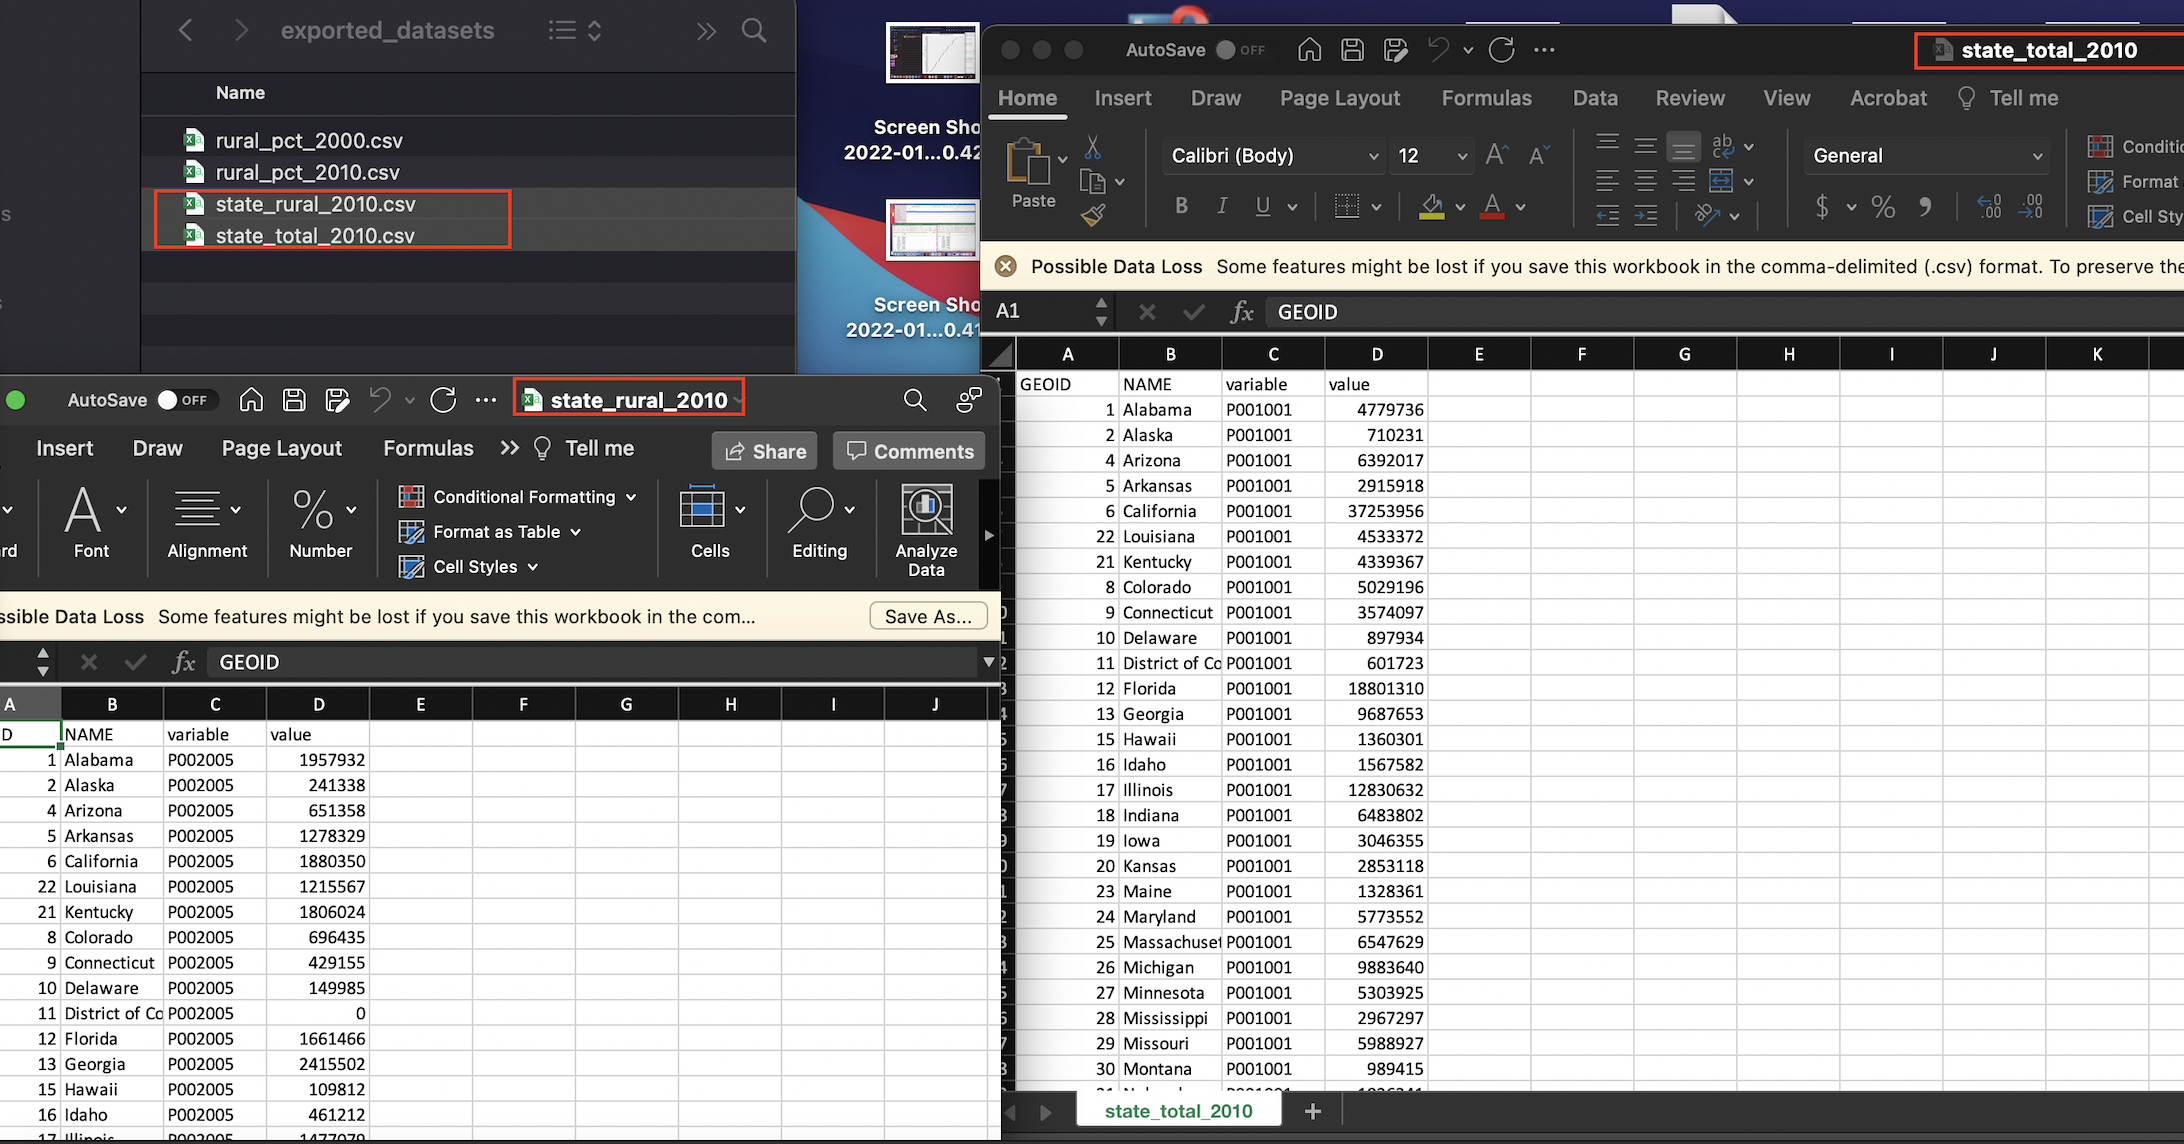 exported_datasets
Name
rural_pct_2000.csv
rural_pct_2010.csv
state_rural_2010.csv
state_total_2010.csv
Screen Sho
2022-01...0.42
Screen Sho
2022-01...0.41
AutoSave OFF
state_total_2010
Home Insert Draw Page Layout Formulas Data Review View Acrobat Tell me
Paste
Calibri (Body) 12
General
Conditio
Format
Cell Sty
Possible Data Loss Some features might be lost if you save this workbook in the comma-delimited (.csv) format. To preserve the
A1 fx GEOID
A B C D E F G H I J K
GEOID NAME variable value
1 Alabama P001001 4779736
2 Alaska P001001 710231
4 Arizona P001001 6392017
5 Arkansas P001001 2915918
6 California P001001 37253956
22 Louisiana P001001 4533372
21 Kentucky P001001 4339367
8 Colorado P001001 5029196
9 Connecticut P001001 3574097
10 Delaware P001001 897934
11 District of Co P001001 601723
12 Florida P001001 18801310
13 Georgia P001001 9687653
15 Hawaii P001001 1360301
16 Idaho P001001 1567582
17 Illinois P001001 12830632
18 Indiana P001001 6483802
19 Iowa P001001 3046355
20 Kansas P001001 2853118
23 Maine P001001 1328361
24 Maryland P001001 5773552
25 Massachuset P001001 6547629
26 Michigan P001001 9883640
27 Minnesota P001001 5303925
28 Mississippi P001001 2967297
29 Missouri P001001 5988927
30 Montana P001001 989415
state_total_2010
AutoSave OFF
state_rural_2010
Insert Draw Page Layout Formulas Tell me
Share Comments
rd Font Alignment Number
Conditional Formatting
Format as Table
Cell Styles
Cells Editing Analyze Data
ssible Data Loss Some features might be lost if you save this workbook in the com... Save As...
fx GEOID
A B C D E F G H I J
D NAME variable value
1 Alabama P002005 1957932
2 Alaska P002005 241338
4 Arizona P002005 651358
5 Arkansas P002005 1278329
6 California P002005 1880350
22 Louisiana P002005 1215567
21 Kentucky P002005 1806024
8 Colorado P002005 696435
9 Connecticut P002005 429155
10 Delaware P002005 149985
11 District of Co P002005 0
12 Florida P002005 1661466
13 Georgia P002005 2415502
15 Hawaii P002005 109812
16 Idaho P002005 461212
17 Illinois P002005 1477079